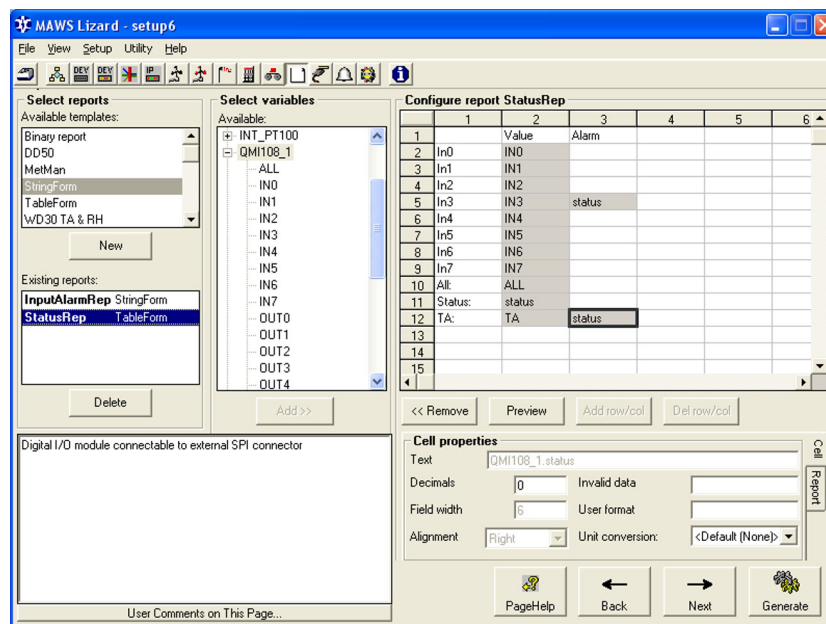 MAWS Lizard - setup6
File View Setup Utility Help
Select reports
Available templates:
Binary report
DD50
MetMan
StringForm
TableForm
WD30 TA & RH
New
Existing reports:
InputAlarmRep StringForm
StatusRep TableForm
Delete
Select variables
Available:
INT_PT100
QMI108_1
ALL
IN0
IN1
IN2
IN3
IN4
IN5
IN6
IN7
OUT0
OUT1
OUT2
OUT3
OUT4
Add >>
Configure report StatusRep
1 2 3 4 5 6
1 Value Alarm
2 In0 IN0
3 In1 IN1
4 In2 IN2
5 In3 IN3 status
6 In4 IN4
7 In5 IN5
8 In6 IN6
9 In7 IN7
10 All: ALL
11 Status: status
12 TA: TA status
13
14
15
<< Remove Preview Add row/col Del row/col
Cell properties
Text QMI108_1.status
Decimals 0 Invalid data
Field width 6 User format
Alignment Right Unit conversion: <Default (None)>
Cell
Report
Digital I/O module connectable to external SPI connector
User Comments on This Page...
PageHelp Back Next Generate